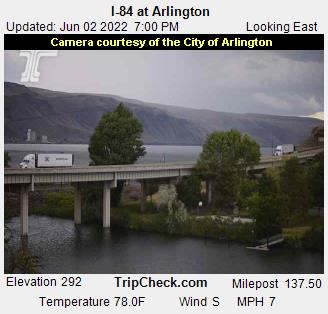 I-84 at Arlington
Updated: Jun 02 2022 7:00 PM Looking East
Camera courtesy of the City of Arlington
Elevation 292 TripCheck.com Milepost 137.50
Temperature 78.0F Wind S MPH 7